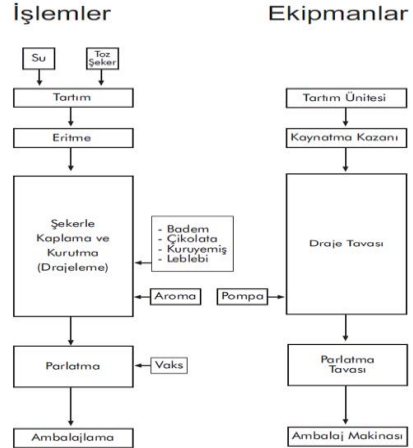 İşlemler
Su
Toz
Şeker
Tartım
Eritme
Şekerle
Kaplama ve
Kurutma
(Drajeleme)
- Badem
- Çikolata
- Kuruyemiş
- Leblebi
Aroma
Parlatma
Vaks
Ambalajlama
Ekipmanlar
Tartım Ünitesi
Kaynatma Kazanı
Draje Tavası
Pompa
Parlatma
Tavası
Ambalaj Makinası